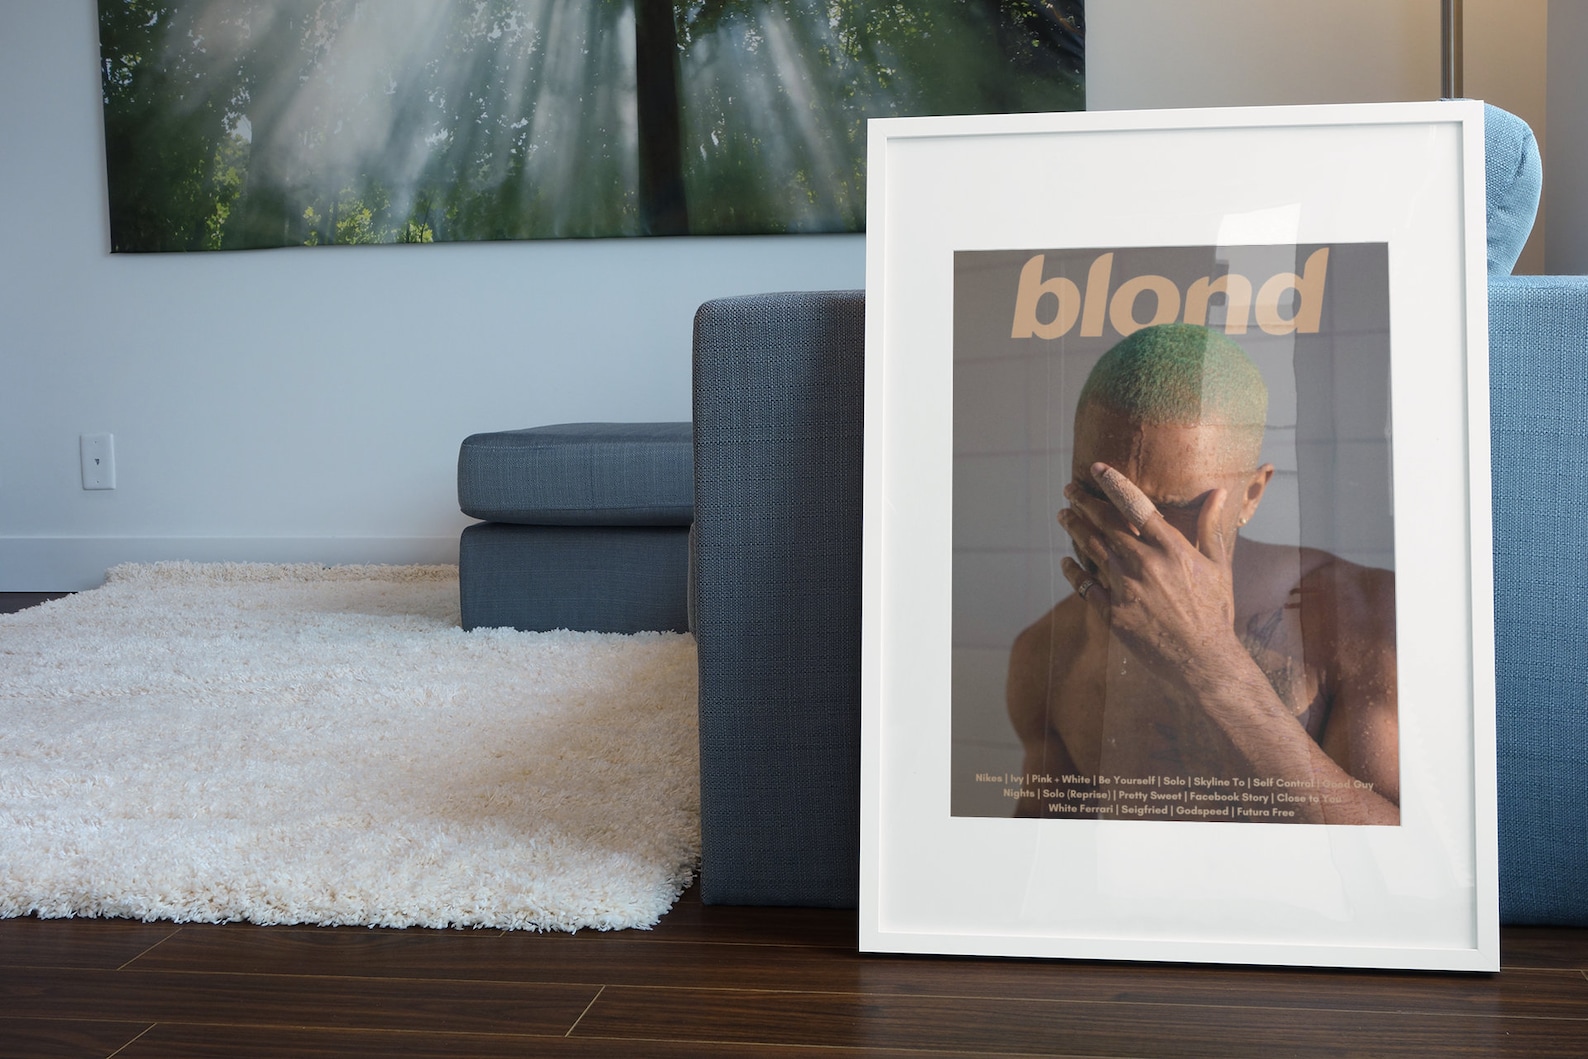 blond
Nikes | Ivy | Pink + White | Be Yourself | Solo | Skyline To | Self Control | Good Guy
Nights | Solo (Reprise) | Pretty Sweet | Facebook Story | Close to You
White Ferrari | Seigfried | Godspeed | Futura Free